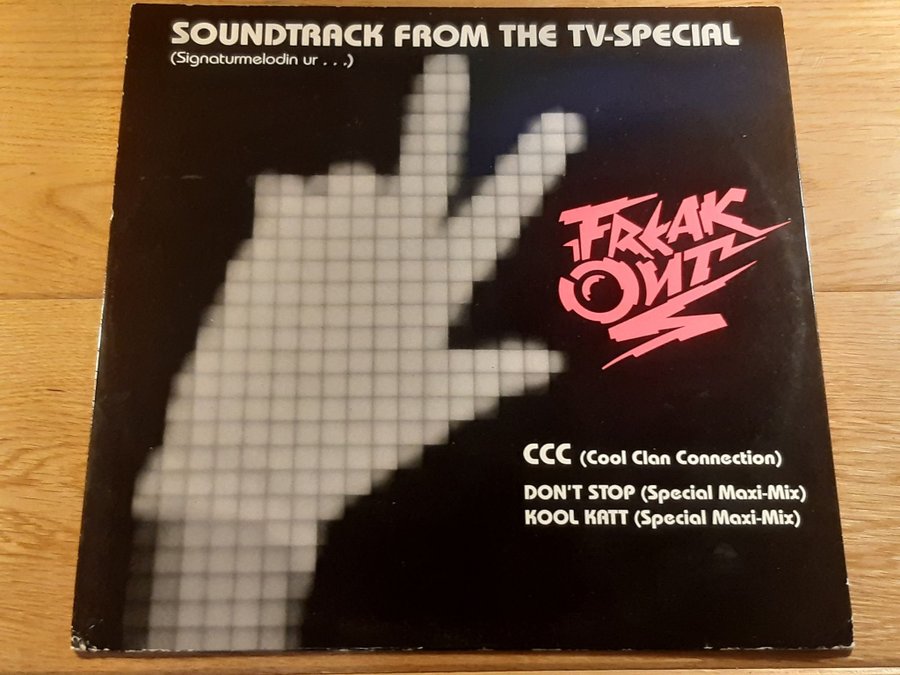 SOUNDTRACK FROM THE TV-SPECIAL
(Signaturmelodin ur . . .)
FREAK
OUT
CCC (Cool Clan Connection)
DON'T STOP (Special Maxi-Mix)
KOOL KATT (Special Maxi-Mix)